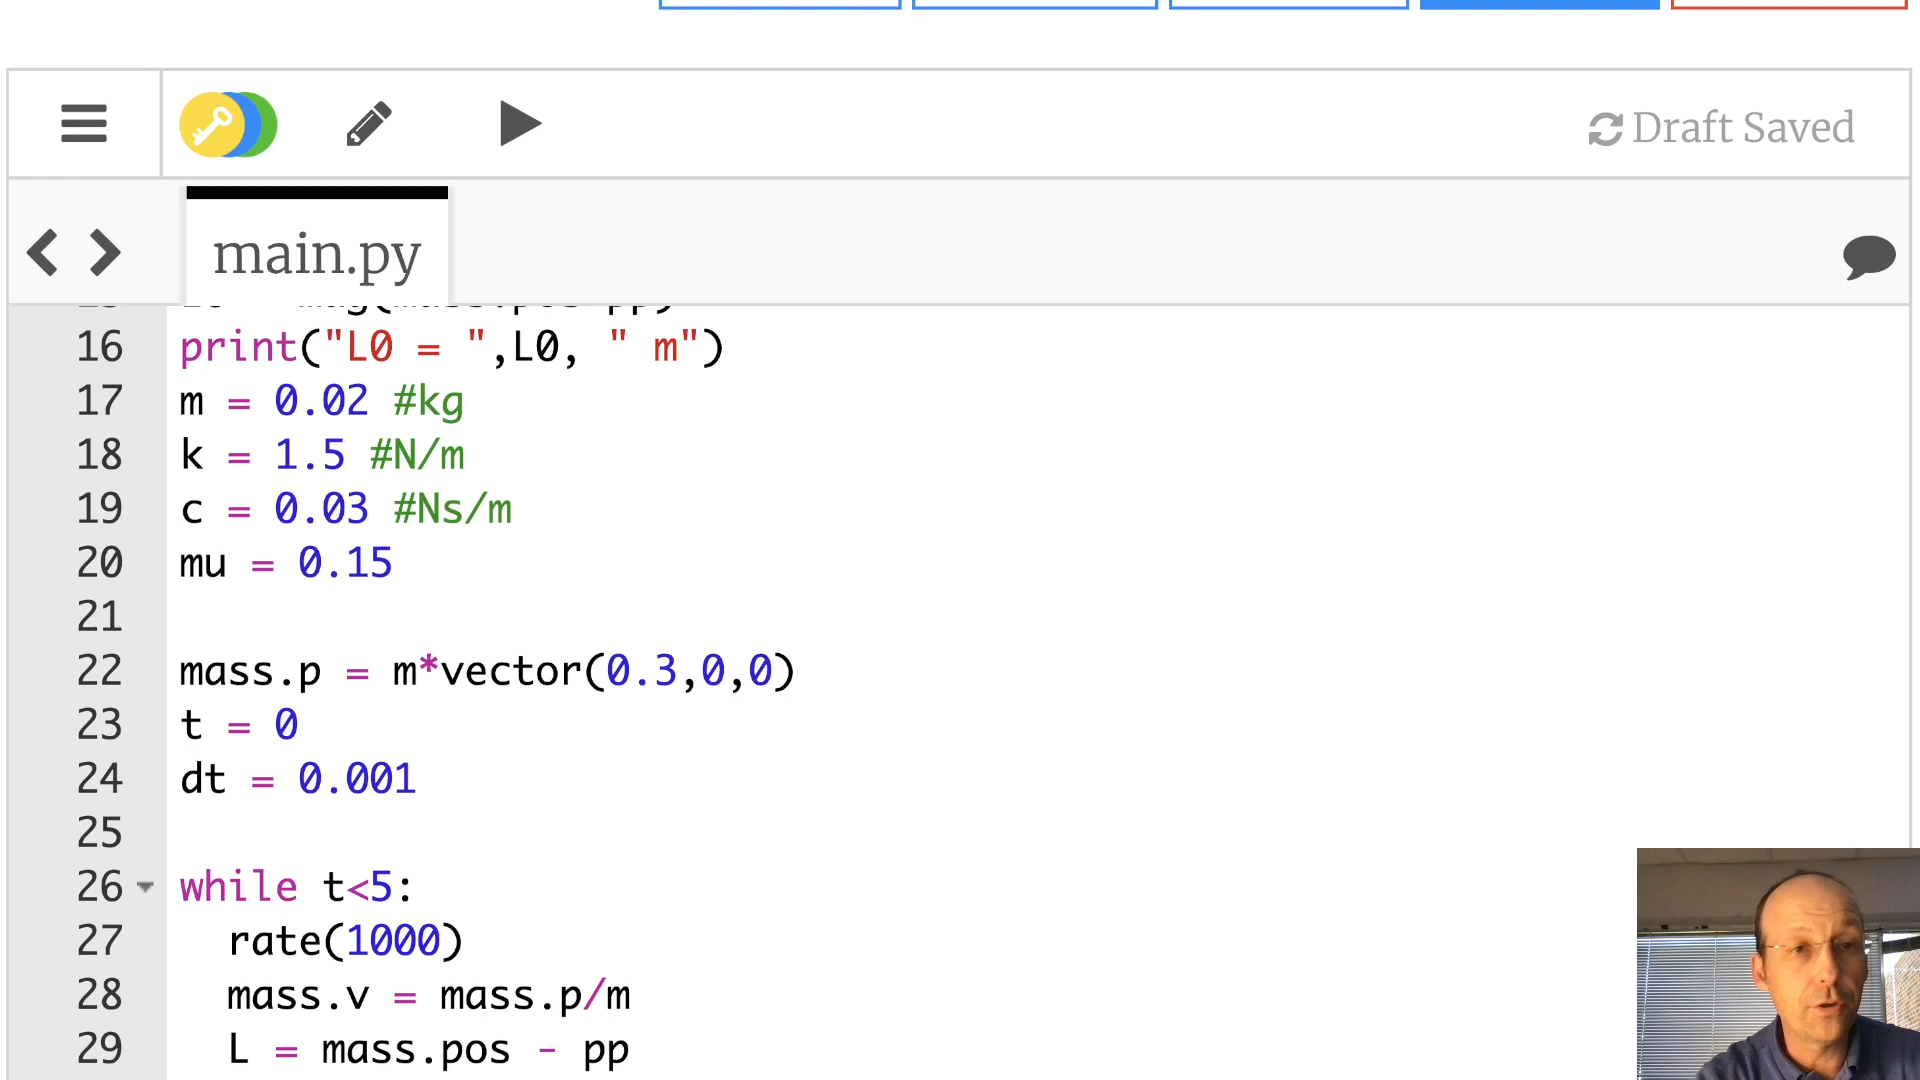 Draft Saved
main.py
16 print("L0 = ",L0, " m")
17 m = 0.02 #kg
18 k = 1.5 #N/m
19 c = 0.03 #Ns/m
20 mu = 0.15
21
22 mass.p = m*vector(0.3,0,0)
23 t = 0
24 dt = 0.001
25
26 while t<5:
27 rate(1000)
28 mass.v = mass.p/m
29 L = mass.pos - pp